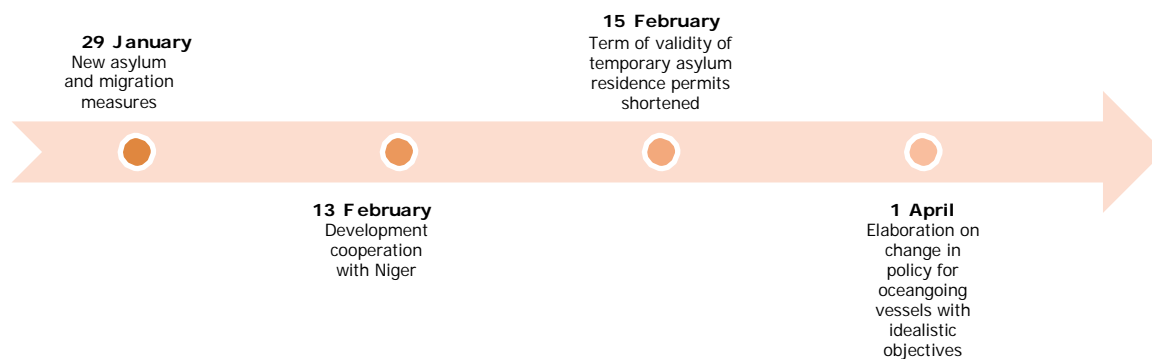 29 January
New asylum
and migration
measures
13 February
Development
cooperation
with Niger
15 February
Term of validity of
temporary asylum
residence permits
shortened
1 April
Elaboration on
change in
policy for
oceangoing
vessels with
idealistic
objectives